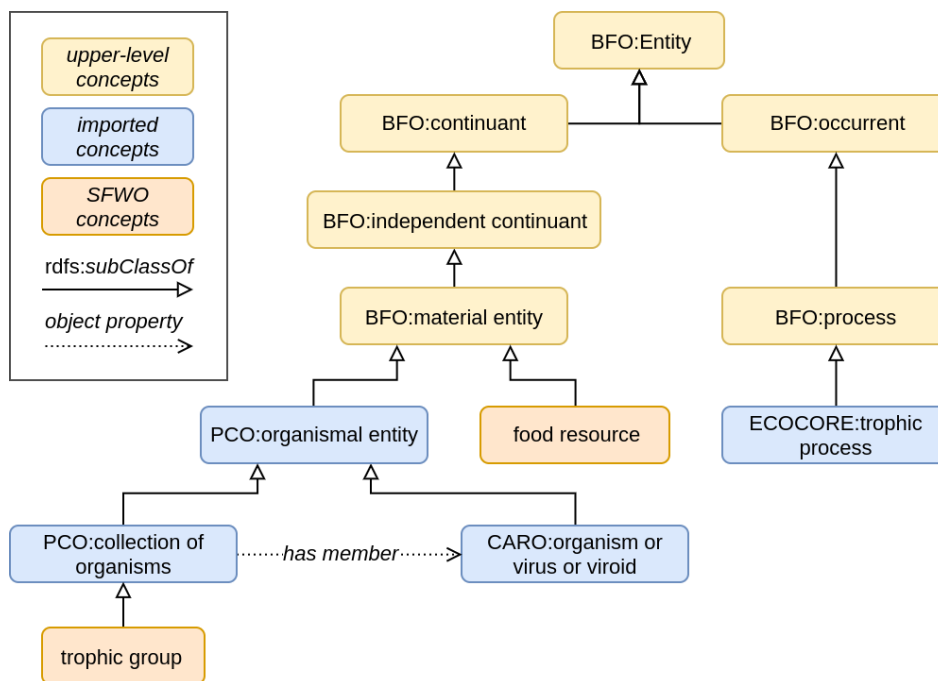 upper-level
concepts
imported
concepts
SFWO
concepts
rdfs:subClassOf
object property
BFO:Entity
BFO:continuant
BFO:occurrent
BFO:independent continuant
BFO:material entity
BFO:process
PCO:organismal entity
food resource
ECOCORE:trophic
process
PCO:collection of
organisms
has member
CARO:organism or
virus or viroid
trophic group